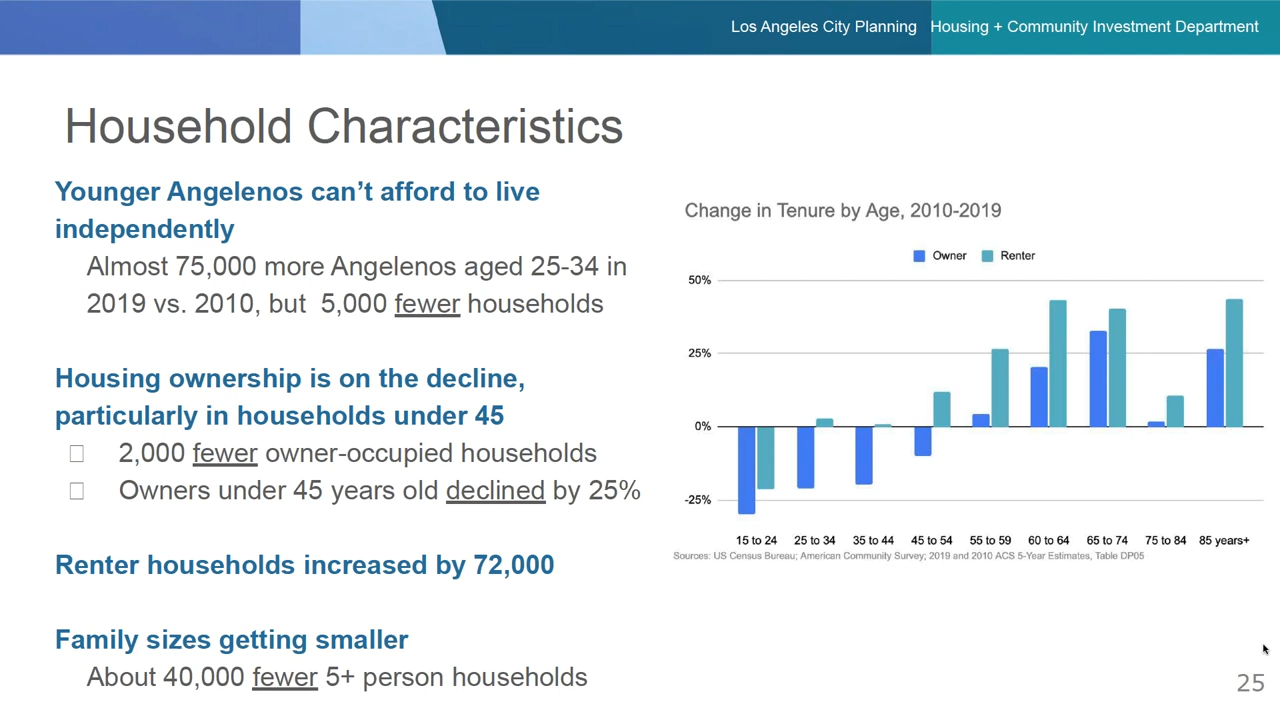 Los Angeles City Planning Housing + Community Investment Department
Household Characteristics
Younger Angelenos can’t afford to live
independently
Almost 75,000 more Angelenos aged 25-34 in
2019 vs. 2010, but  5,000 fewer households
Housing ownership is on the decline,
particularly in households under 45
2,000 fewer owner-occupied households
Owners under 45 years old declined by 25%
Renter households increased by 72,000
Family sizes getting smaller
About 40,000 fewer 5+ person households
Change in Tenure by Age, 2010-2019
Owner Renter
50%
25%
0%
-25%
15 to 24 25 to 34 35 to 44 45 to 54 55 to 59 60 to 64 65 to 74 75 to 84 85 years+
Sources: US Census Bureau; American Community Survey; 2019 and 2010 ACS 5-Year Estimates, Table DP05
25